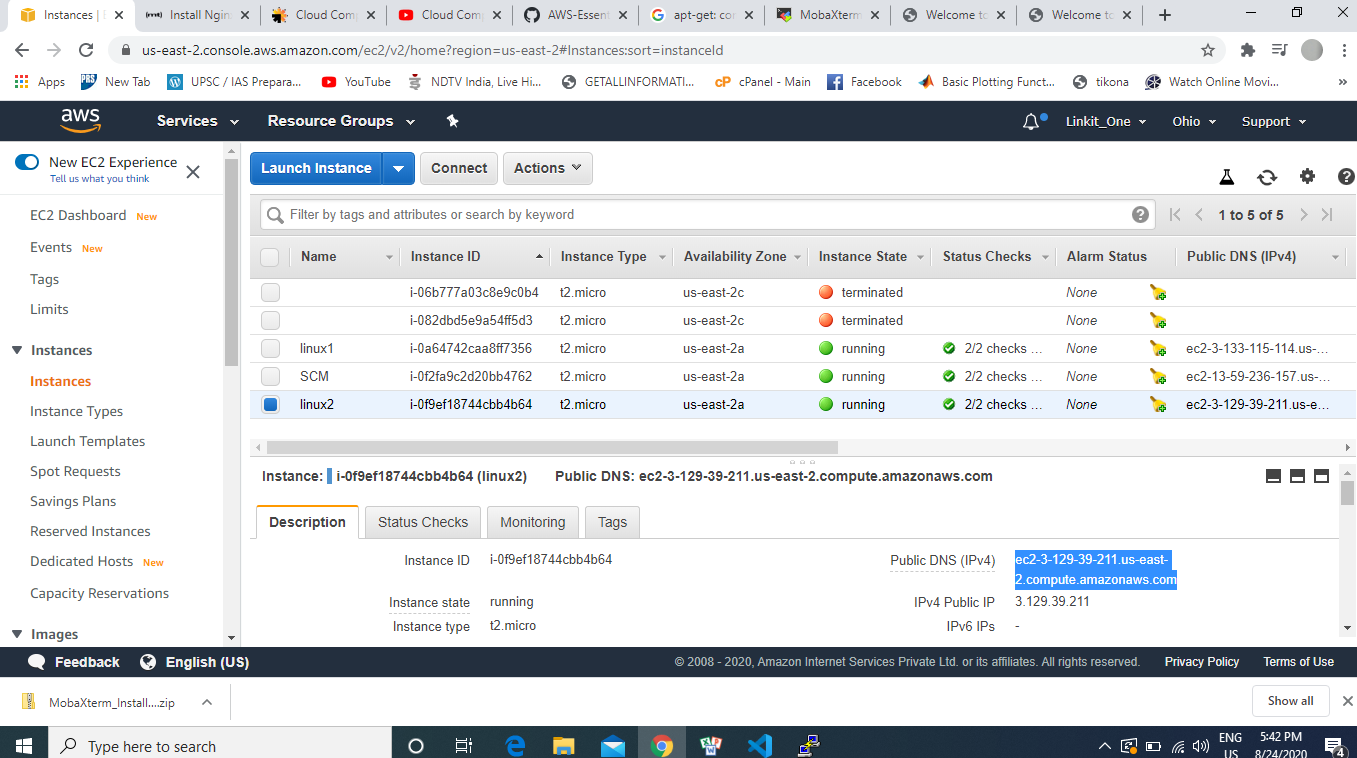 Instances | E
Install Ngin
Cloud Comp
Cloud Comp
AWS-Essent
apt-get: co
MobaXterm
Welcome to
Welcome to
us-east-2.console.aws.amazon.com/ec2/v2/home?region=us-east-2#Instances:sort=instanceId
Apps
New Tab
UPSC / IAS Prepara...
YouTube
NDTV India, Live Hi...
GETALLINFORMATI...
cP cPanel - Main
Facebook
Basic Plotting Funct...
tikona
Watch Online Movi...
»
aws
Services
Resource Groups
Linkit_One
Ohio
Support
New EC2 Experience
Tell us what you think
EC2 Dashboard New
Events New
Tags
Limits
Instances
Instances
Instance Types
Launch Templates
Spot Requests
Savings Plans
Reserved Instances
Dedicated Hosts New
Capacity Reservations
Images
Launch Instance
Connect
Actions
Filter by tags and attributes or search by keyword
1 to 5 of 5
Name Instance ID Instance Type Availability Zone Instance State Status Checks Alarm Status Public DNS (IPv4)
i-06b777a03c8e9c0b4 t2.micro us-east-2c terminated None
i-082dbd5e9a54ff5d3 t2.micro us-east-2c terminated None
linux1 i-0a64742caa8ff7356 t2.micro us-east-2a running 2/2 checks ... None ec2-3-133-115-114.us-...
SCM i-0f2fa9c2d20bb4762 t2.micro us-east-2a running 2/2 checks ... None ec2-13-59-236-157.us-...
linux2 i-0f9ef18744cbb4b64 t2.micro us-east-2a running 2/2 checks ... None ec2-3-129-39-211.us-e...
Instance: i-0f9ef18744cbb4b64 (linux2) Public DNS: ec2-3-129-39-211.us-east-2.compute.amazonaws.com
Description
Status Checks
Monitoring
Tags
Instance ID i-0f9ef18744cbb4b64
Instance state running
Instance type t2.micro
Public DNS (IPv4) ec2-3-129-39-211.us-east-
2.compute.amazonaws.com
IPv4 Public IP 3.129.39.211
IPv6 IPs -
Feedback
English (US)
© 2008 - 2020, Amazon Internet Services Private Ltd. or its affiliates. All rights reserved.
Privacy Policy
Terms of Use
MobaXterm_Install....zip
Show all
Type here to search
ENG
US
5:42 PM
8/24/2020
4